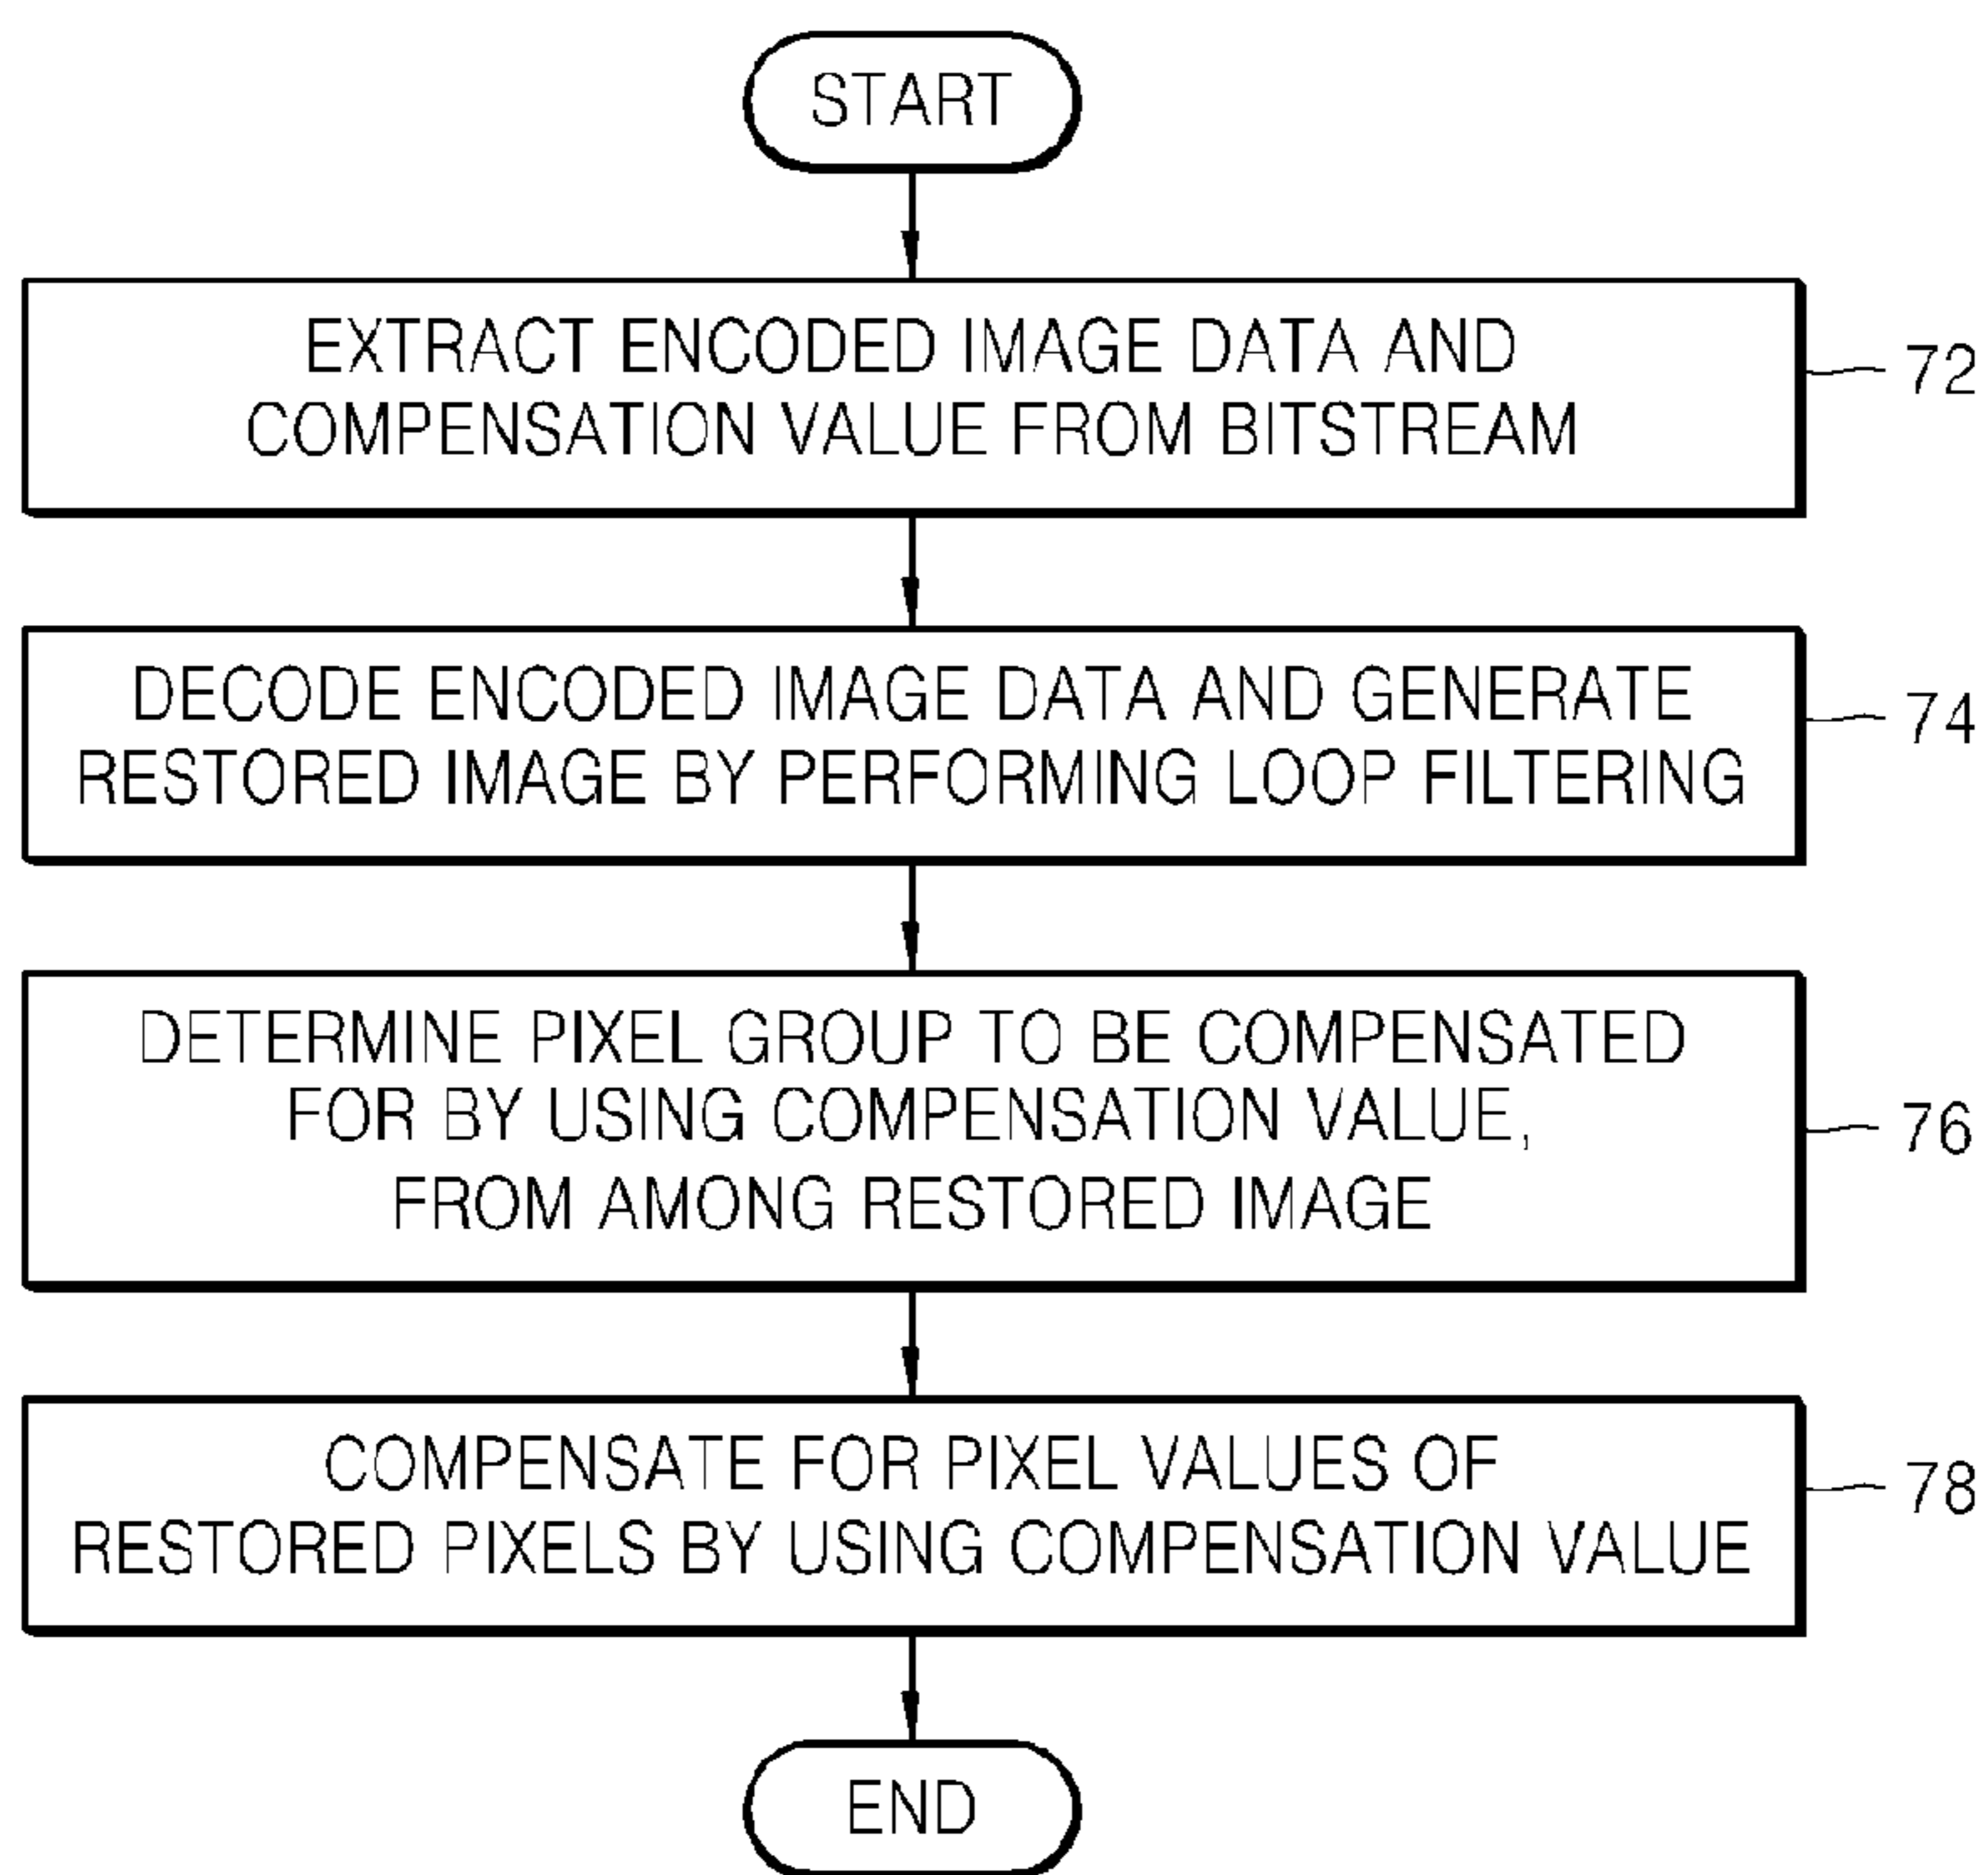 START
EXTRACT ENCODED IMAGE DATA AND
COMPENSATION VALUE FROM BITSTREAM
72
DECODE ENCODED IMAGE DATA AND GENERATE
RESTORED IMAGE BY PERFORMING LOOP FILTERING
74
DETERMINE PIXEL GROUP TO BE COMPENSATED
FOR BY USING COMPENSATION VALUE,
FROM AMONG RESTORED IMAGE
76
COMPENSATE FOR PIXEL VALUES OF
RESTORED PIXELS BY USING COMPENSATION VALUE
78
END